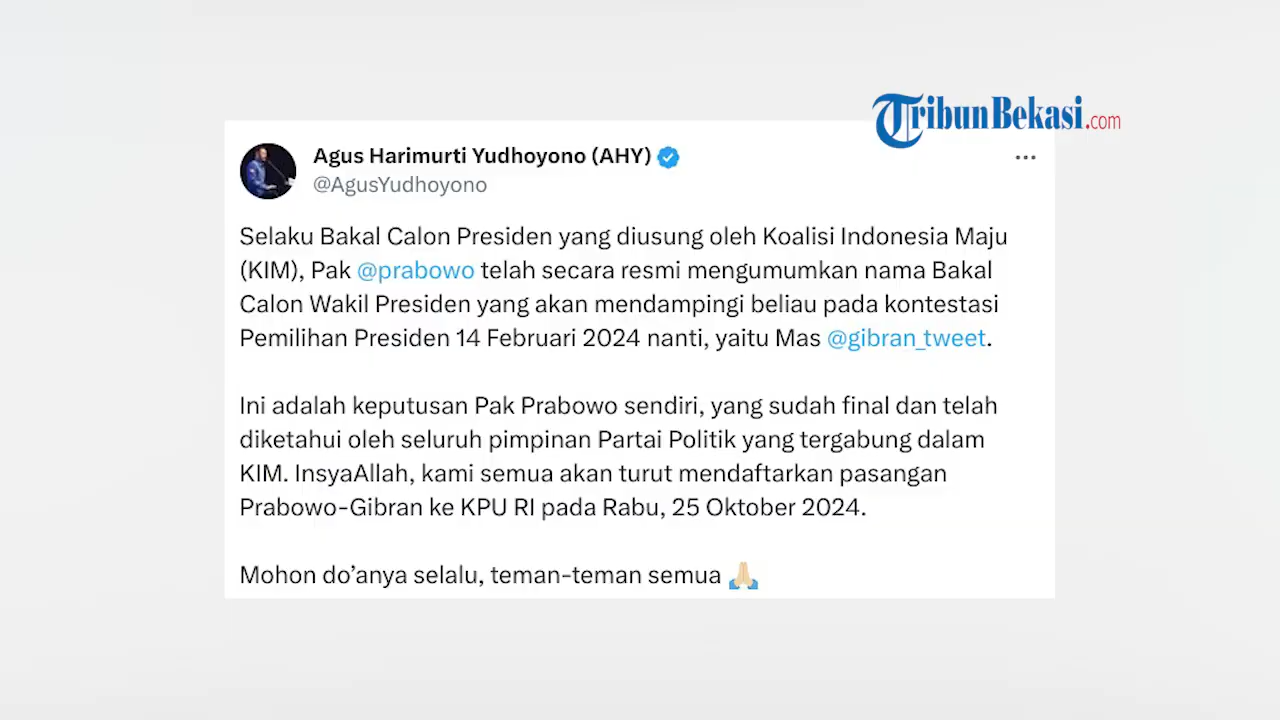 TribunBekasi.com
Agus Harimurti Yudhoyono (AHY)
@AgusYudhoyono
Selaku Bakal Calon Presiden yang diusung oleh Koalisi Indonesia Maju
(KIM), Pak @prabowo telah secara resmi mengumumkan nama Bakal
Calon Wakil Presiden yang akan mendampingi beliau pada kontestasi
Pemilihan Presiden 14 Februari 2024 nanti, yaitu Mas @gibran_tweet.
Ini adalah keputusan Pak Prabowo sendiri, yang sudah final dan telah
diketahui oleh seluruh pimpinan Partai Politik yang tergabung dalam
KIM. InsyaAllah, kami semua akan turut mendaftarkan pasangan
Prabowo-Gibran ke KPU RI pada Rabu, 25 Oktober 2024.
Mohon do’anya selalu, teman-teman semua 🙏🏼